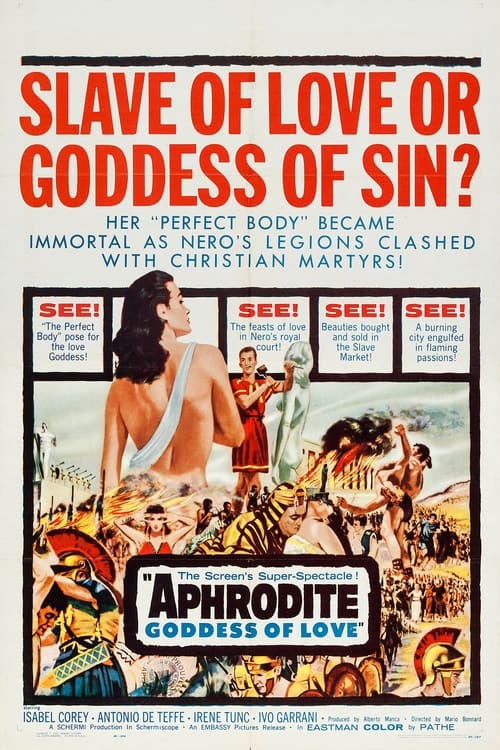 SLAVE OF LOVE OR
GODDESS OF SIN?
HER "PERFECT BODY" BECAME
IMMORTAL AS NERO'S LEGIONS CLASHED
WITH CHRISTIAN MARTYRS!
SEE!
"The Perfect
Body" pose for
the love
Goddess!
SEE!
The feasts of love
in Nero's royal
court!
SEE!
Beauties bought
and sold in
the Slave
Market!
SEE!
A burning
city engulfed
in flaming
passions!
The Screen's Super-Spectacle!
"APHRODITE
GODDESS OF LOVE"
starring
ISABEL COREY - ANTONIO DE TEFFE - IRENE TUNC - IVO GARRANI • Produced by Alberto Manca • Directed by Mario Bonnard
A SCHERMI Production in Schermiscope - An EMBASSY Pictures Release - In EASTMAN COLOR by PATHE